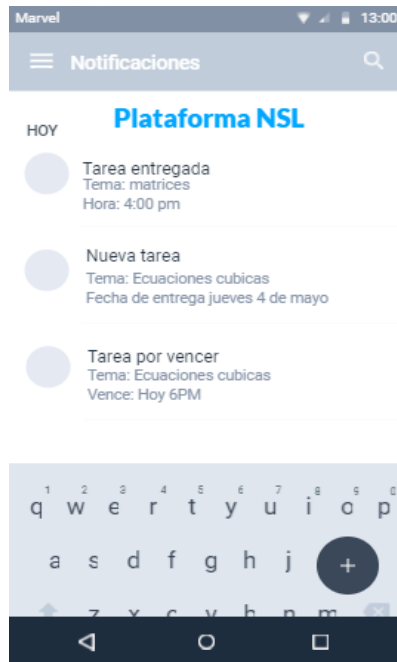 Marvel 13:00
Notificaciones
Plataforma NSL
HOY
Tarea entregada
Tema: matrices
Hora: 4:00 pm
Nueva tarea
Tema: Ecuaciones cubicas
Fecha de entrega jueves 4 de mayo
Tarea por vencer
Tema: Ecuaciones cubicas
Vence: Hoy 6PM
1 2 3 4 5 6 7 8 9 0
q w e r t y u i o p
a s d f g h j +
z x c v b n m